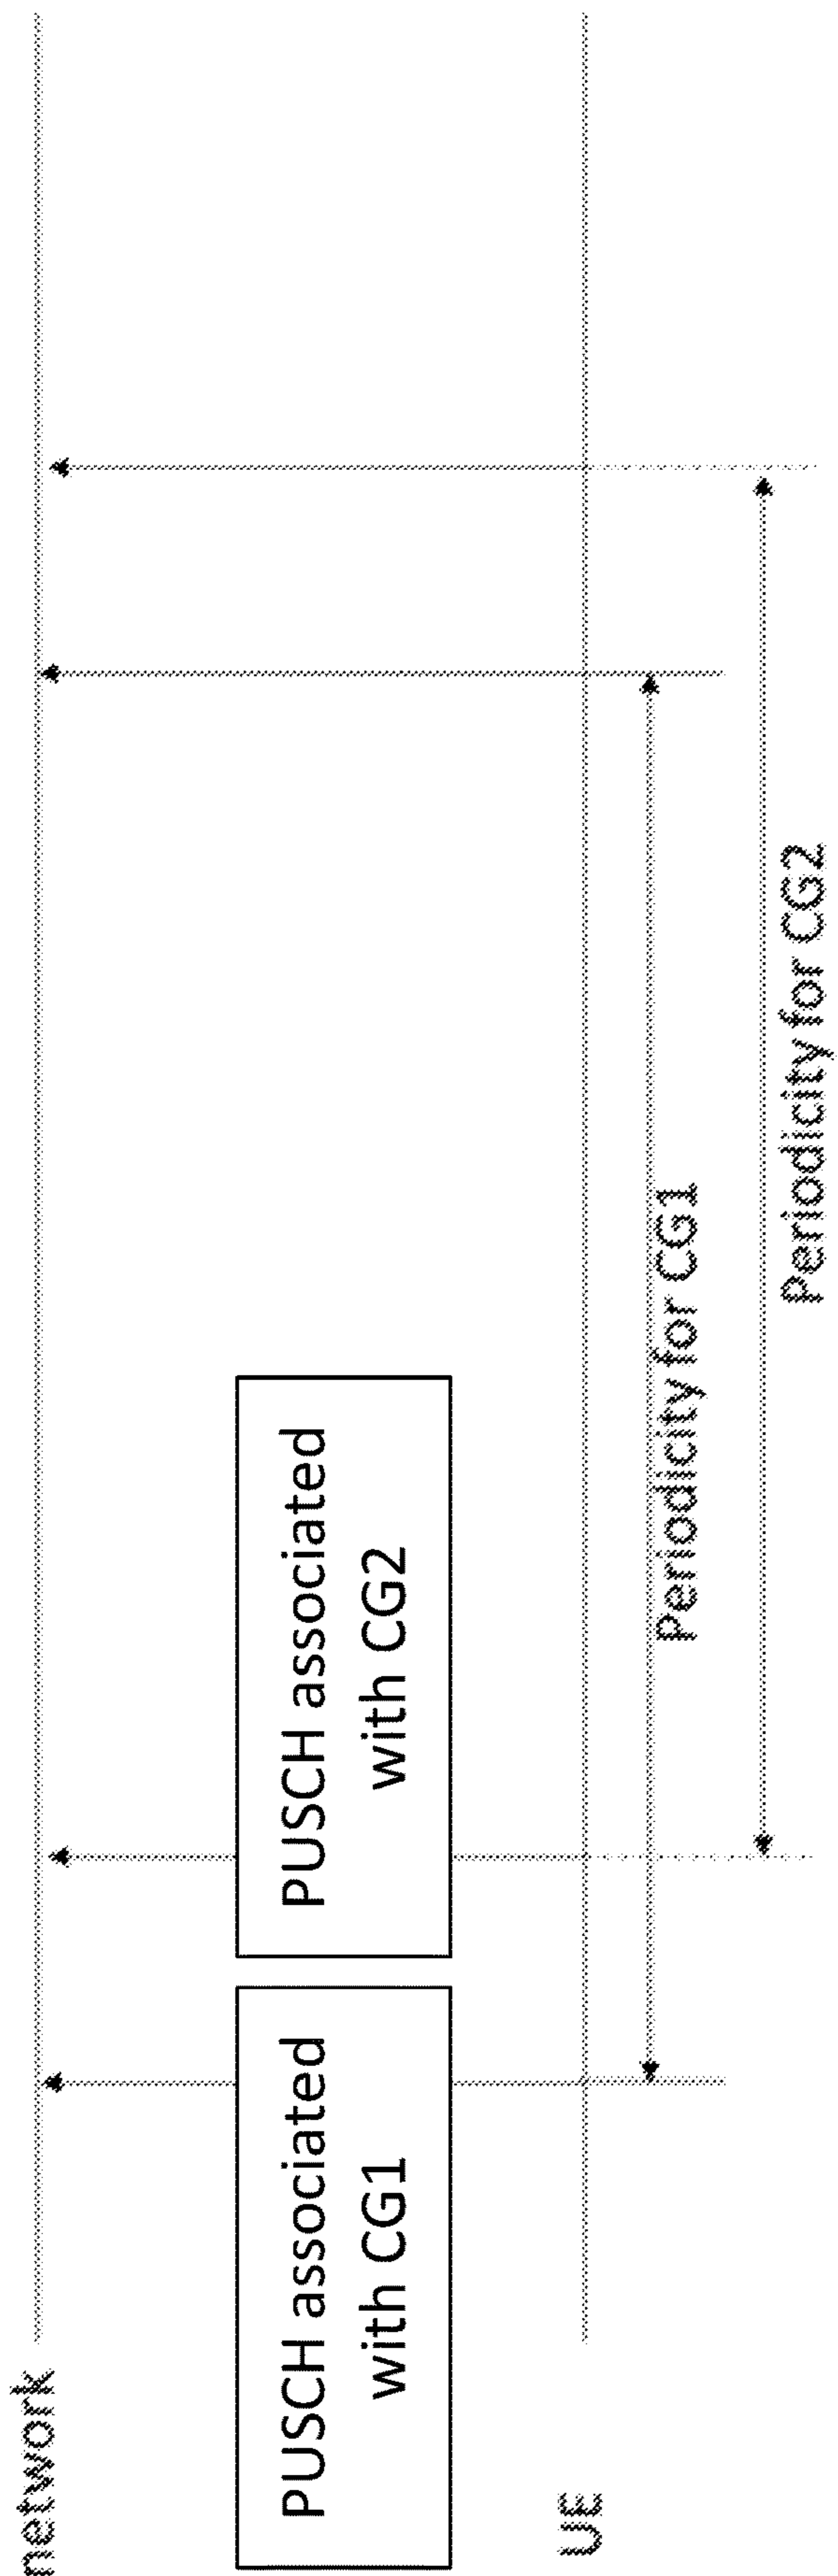 network
PUSCH associated
with CG1
PUSCH associated
with CG2
UE
Periodicity for CG1
Periodicity for CG2